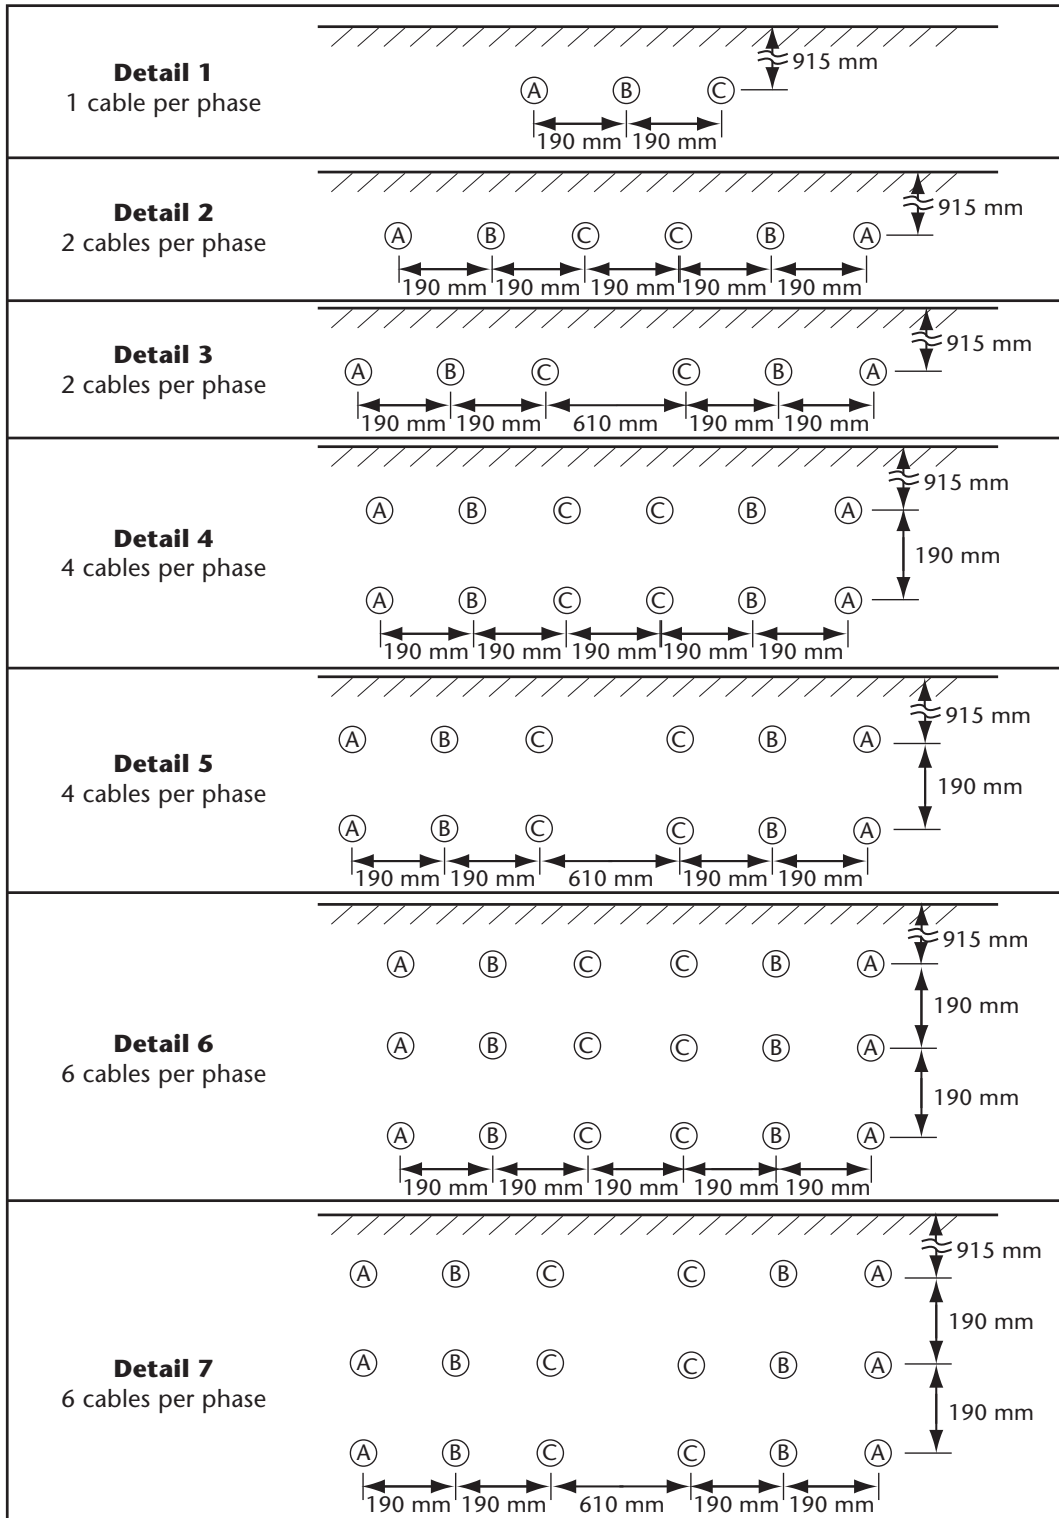 Detail 1
1 cable per phase
915 mm
A B C
190 mm 190 mm
Detail 2
2 cables per phase
915 mm
A B C C B A
190 mm 190 mm 190 mm 190 mm 190 mm
Detail 3
2 cables per phase
915 mm
A B C C B A
190 mm 190 mm 610 mm 190 mm 190 mm
Detail 4
4 cables per phase
915 mm
A B C C B A
190 mm
A B C C B A
190 mm 190 mm 190 mm 190 mm 190 mm
Detail 5
4 cables per phase
915 mm
A B C C B A
190 mm
A B C C B A
190 mm 190 mm 610 mm 190 mm 190 mm
Detail 6
6 cables per phase
915 mm
A B C C B A
190 mm
A B C C B A
190 mm
A B C C B A
190 mm 190 mm 190 mm 190 mm 190 mm
Detail 7
6 cables per phase
915 mm
A B C C B A
190 mm
A B C C B A
190 mm
A B C C B A
190 mm 190 mm 610 mm 190 mm 190 mm